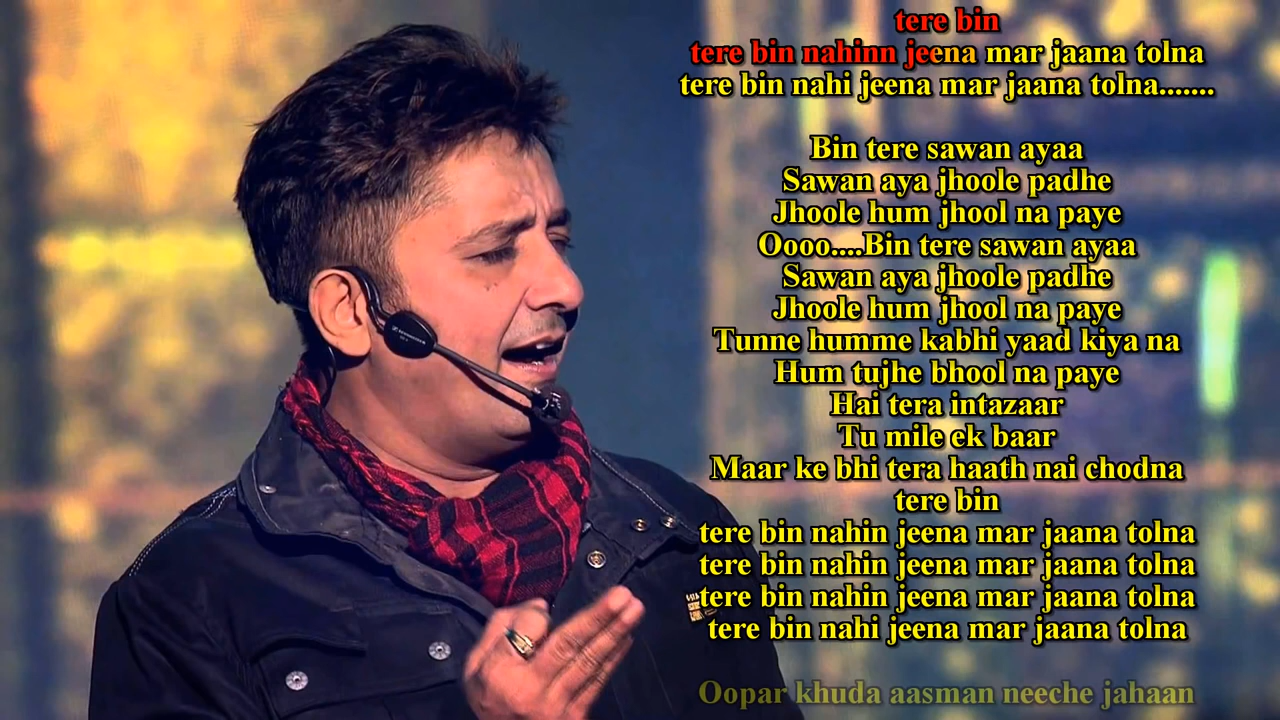 tere bin
tere bin nahinn jeena mar jaana tolna
tere bin nahi jeena mar jaana tolna.......
Bin tere sawan ayaa
Sawan aya jhoole padhe
Jhoole hum jhool na paye
Oooo....Bin tere sawan ayaa
Sawan aya jhoole padhe
Jhoole hum jhool na paye
Tunne humme kabhi yaad kiya na
Hum tujhe bhool na paye
Hai tera intazaar
Tu mile ek baar
Maar ke bhi tera haath nai chodna
tere bin
tere bin nahin jeena mar jaana tolna
tere bin nahin jeena mar jaana tolna
tere bin nahin jeena mar jaana tolna
tere bin nahi jeena mar jaana tolna
Oopar khuda aasman neeche jahaan